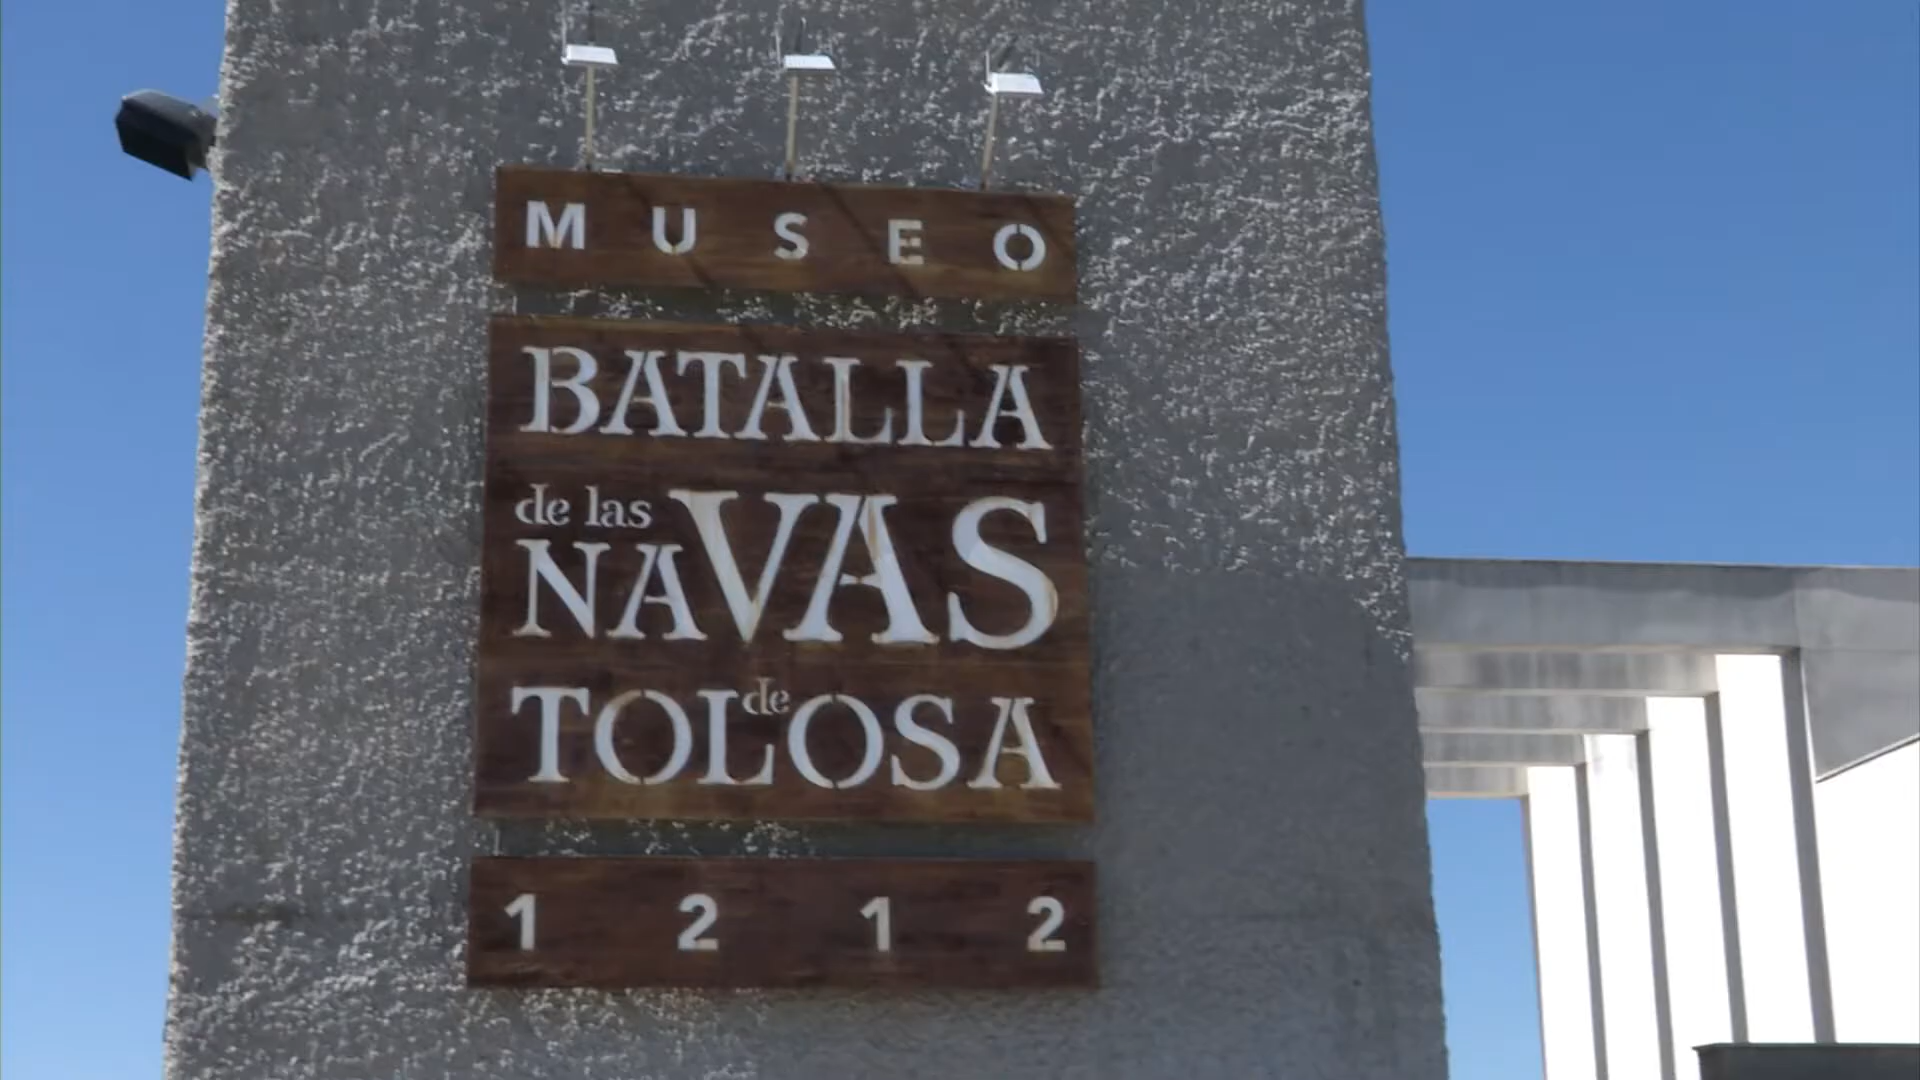 MUSEO
BATALLA
de las
NAVAS
de
TOLOSA
1212